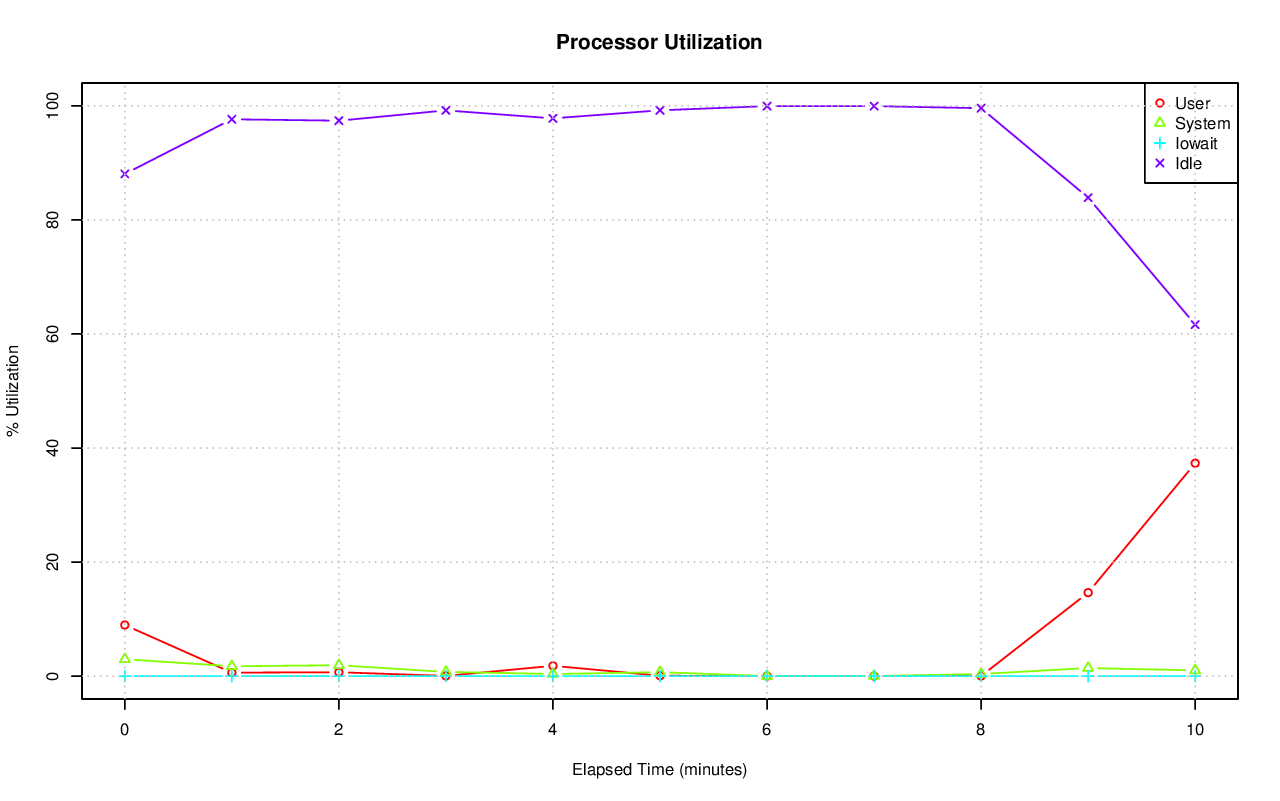 Processor Utilization
User
System
Iowait
Idle
100
80
60
40
20
0
% Utilization
0 2 4 6 8 10
Elapsed Time (minutes)